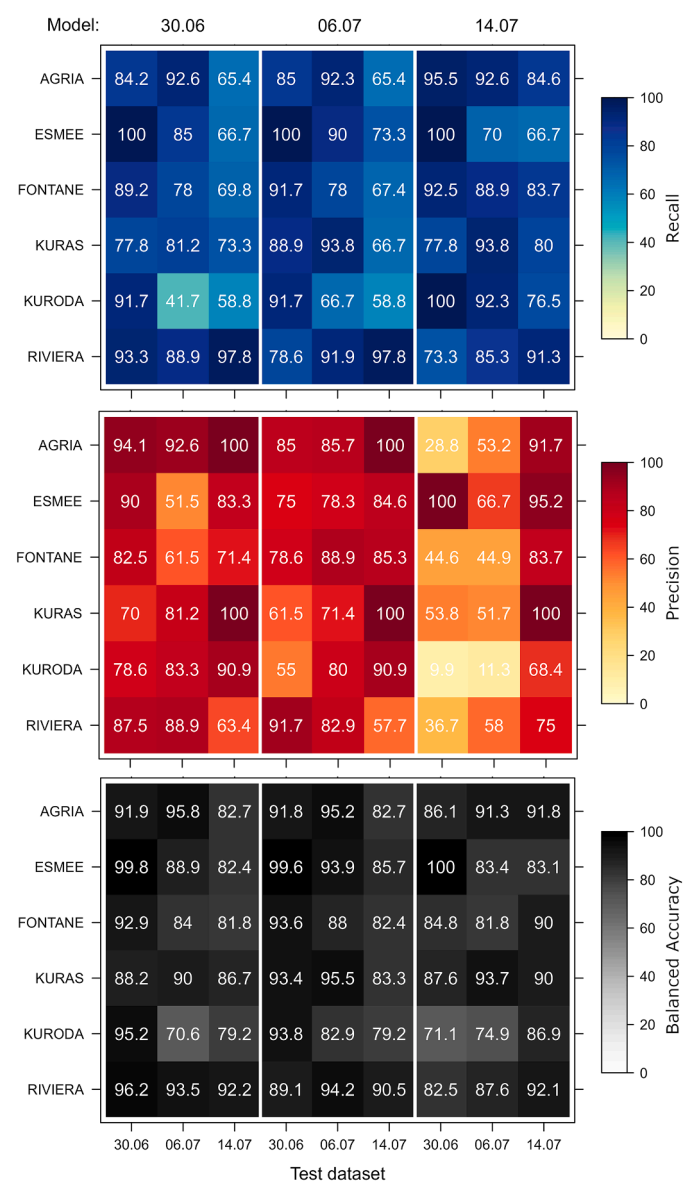 Model: 30.06 06.07 14.07
AGRIA 84.2 92.6 65.4 85 92.3 65.4 95.5 92.6 84.6
ESMEE 100 85 66.7 100 90 73.3 100 70 66.7
FONTANE 89.2 78 69.8 91.7 78 67.4 92.5 88.9 83.7
KURAS 77.8 81.2 73.3 88.9 93.8 66.7 77.8 93.8 80
KURODA 91.7 41.7 58.8 91.7 66.7 58.8 100 92.3 76.5
RIVIERA 93.3 88.9 97.8 78.6 91.9 97.8 73.3 85.3 91.3
100
80
60
40
20
0
Recall
AGRIA 94.1 92.6 100 85 85.7 100 28.8 53.2 91.7
ESMEE 90 51.5 83.3 75 78.3 84.6 100 66.7 95.2
FONTANE 82.5 61.5 71.4 78.6 88.9 85.3 44.6 44.9 83.7
KURAS 70 81.2 100 61.5 71.4 100 53.8 51.7 100
KURODA 78.6 83.3 90.9 55 80 90.9 9.9 11.3 68.4
RIVIERA 87.5 88.9 63.4 91.7 82.9 57.7 36.7 58 75
100
80
60
40
20
0
Precision
AGRIA 91.9 95.8 82.7 91.8 95.2 82.7 86.1 91.3 91.8
ESMEE 99.8 88.9 82.4 99.6 93.9 85.7 100 83.4 83.1
FONTANE 92.9 84 81.8 93.6 88 82.4 84.8 81.8 90
KURAS 88.2 90 86.7 93.4 95.5 83.3 87.6 93.7 90
KURODA 95.2 70.6 79.2 93.8 82.9 79.2 71.1 74.9 86.9
RIVIERA 96.2 93.5 92.2 89.1 94.2 90.5 82.5 87.6 92.1
100
80
60
40
20
0
Balanced Accuracy
30.06 06.07 14.07 30.06 06.07 14.07 30.06 06.07 14.07
Test dataset